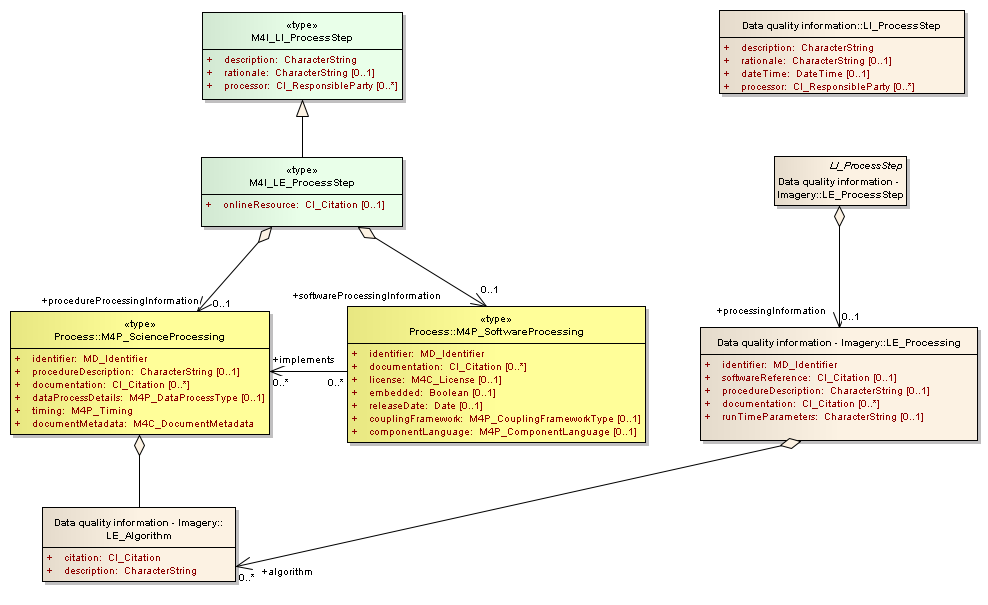 «type»
M4I_LI_ProcessStep
+ description: CharacterString
+ rationale: CharacterString [0..1]
+ processor: CI_ResponsibleParty [0..*]
Data quality information::LI_ProcessStep
+ description: CharacterString
+ rationale: CharacterString [0..1]
+ dateTime: DateTime [0..1]
+ processor: CI_ResponsibleParty [0..*]
«type»
M4I_LE_ProcessStep
+ onlineResource: CI_Citation [0..1]
LI_ProcessStep
Data quality information -
Imagery::LE_ProcessStep
+procedureProcessingInformation/
0..1
+softwareProcessingInformation
0..1
+processingInformation
0..1
«type»
Process::M4P_ScienceProcessing
+ identifier: MD_Identifier
+ procedureDescription: CharacterString [0..1]
+ documentation: CI_Citation [0..*]
+ dataProcessDetails: M4P_DataProcessType [0..1]
+ timing: M4P_Timing
+ documentMetadata: M4C_DocumentMetadata
+implements
0..*
0..*
«type»
Process::M4P_SoftwareProcessing
+ identifier: MD_Identifier
+ documentation: CI_Citation [0..*]
+ license: M4C_License [0..1]
+ embedded: Boolean [0..1]
+ releaseDate: Date [0..1]
+ couplingFramework: M4P_CouplingFrameworkType [0..1]
+ componentLanguage: M4P_ComponentLanguage [0..1]
Data quality information - Imagery::LE_Processing
+ identifier: MD_Identifier
+ softwareReference: CI_Citation [0..1]
+ procedureDescription: CharacterString [0..1]
+ documentation: CI_Citation [0..*]
+ runTimeParameters: CharacterString [0..1]
Data quality information - Imagery::
LE_Algorithm
+ citation: CI_Citation
+ description: CharacterString
0..*
+algorithm